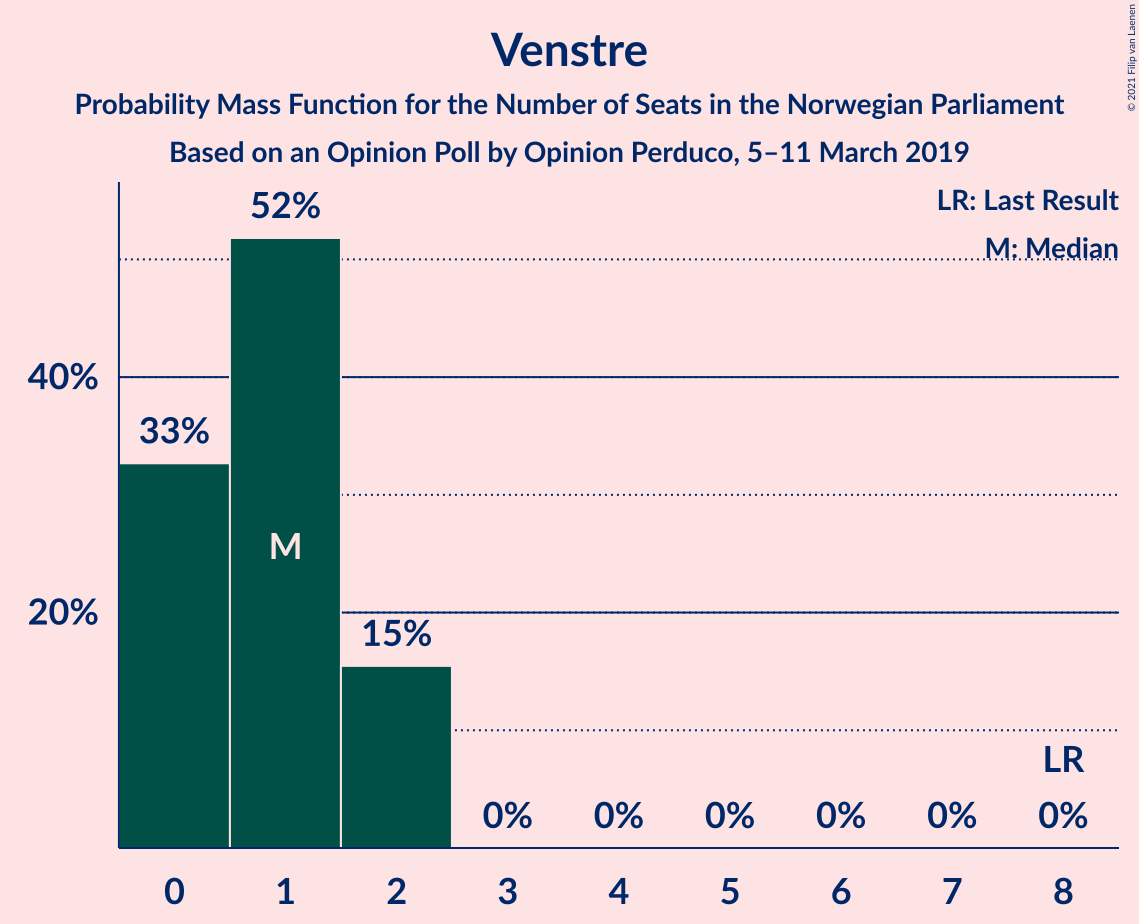 Venstre
Probability Mass Function for the Number of Seats in the Norwegian Parliament
Based on an Opinion Poll by Opinion Perduco, 5–11 March 2019
© 2021 Filip van Laenen
LR: Last Result
M: Median
52%
40%
33%
M
20%
15%
LR
0% 0% 0% 0% 0% 0%
0 1 2 3 4 5 6 7 8